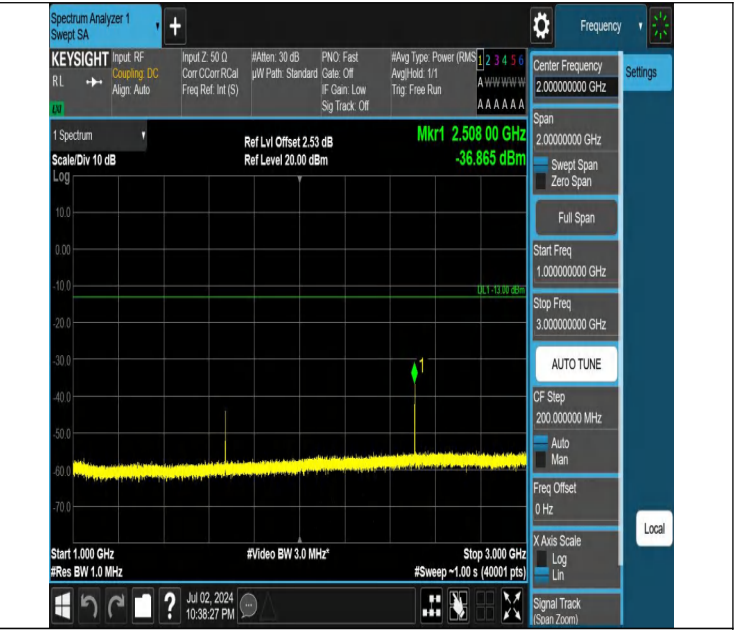 Spectrum Analyzer 1
Swept SA
+
Frequency
KEYSIGHT
RL
Input: RF
Coupling: DC
Align: Auto
Input Z: 50 Ω
Corr CCorr RCal
Freq Ref: Int (S)
#Atten: 30 dB
µW Path: Standard
PNO: Fast
Gate: Off
IF Gain: Low
Sig Track: Off
#Avg Type: Power (RMS
Avg|Hold: 1/1
Trig: Free Run
1 2 3 4 5 6
A W W W W W
A A A A A A
1 Spectrum
Scale/Div 10 dB
Log
Ref Lvl Offset 2.53 dB
Ref Level 20.00 dBm
Mkr1 2.508 00 GHz
-36.865 dBm
10.0
0.00
-10.0
DL1 -13.00 dBm
-20.0
-30.0
1
-40.0
-50.0
-60.0
-70.0
Start 1.000 GHz
#Res BW 1.0 MHz
#Video BW 3.0 MHz*
Stop 3.000 GHz
#Sweep ~1.00 s (40001 pts)
Center Frequency
2.000000000 GHz
Settings
Span
2.00000000 GHz
Swept Span
Zero Span
Full Span
Start Freq
1.000000000 GHz
Stop Freq
3.000000000 GHz
AUTO TUNE
CF Step
200.000000 MHz
Auto
Man
Freq Offset
0 Hz
X Axis Scale
Log
Lin
Local
Signal Track
(Span Zoom)
?
Jul 02, 2024
10:38:27 PM